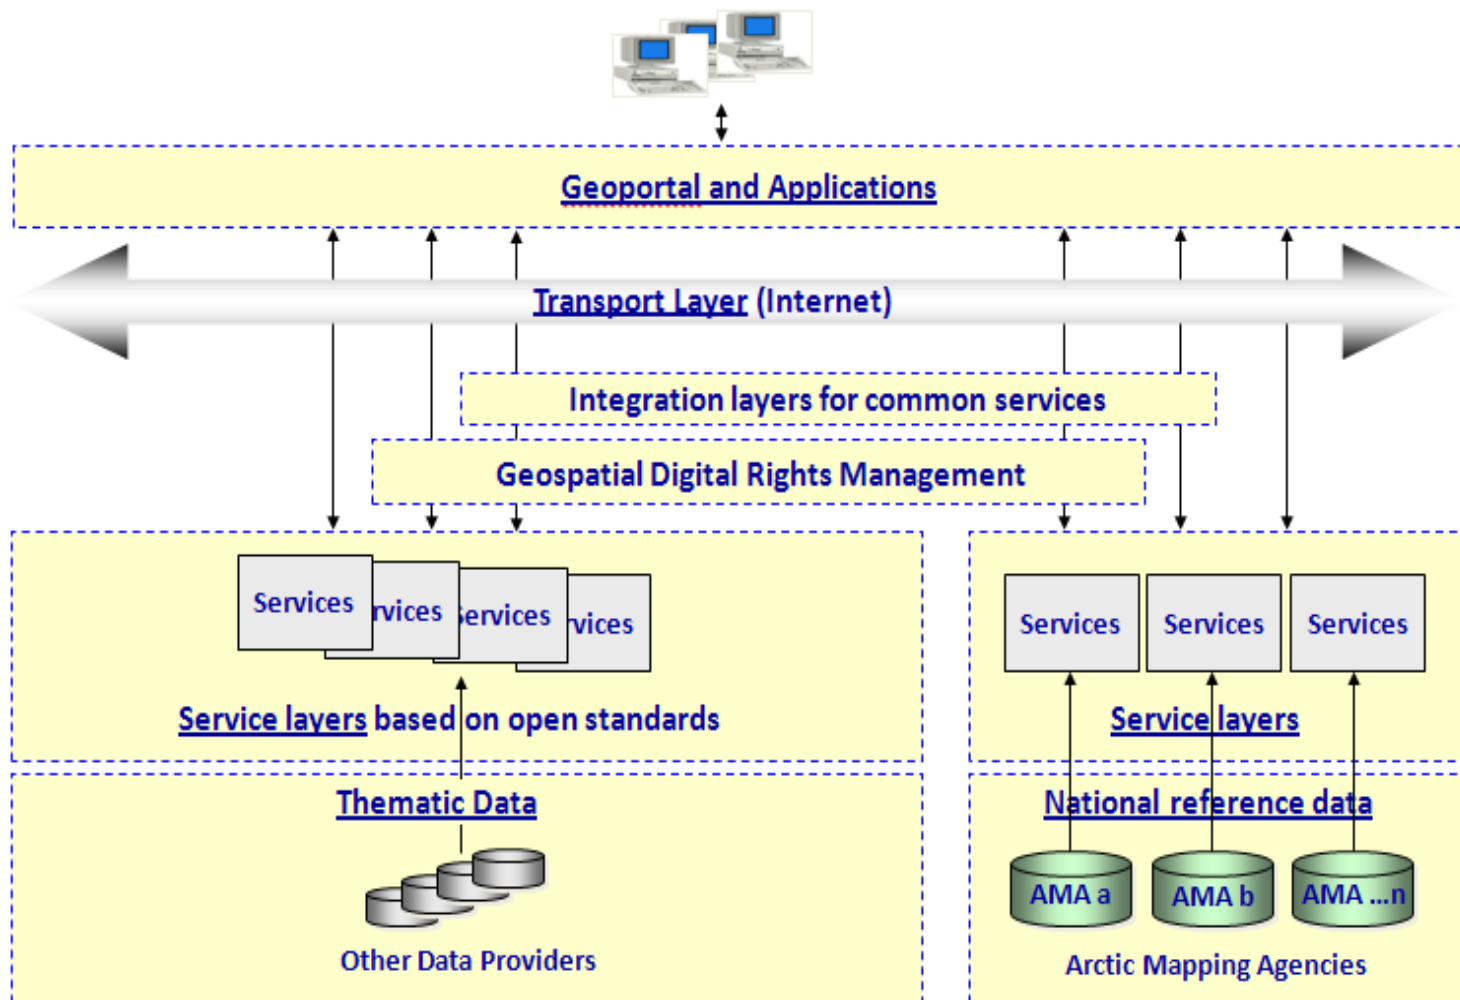 Geoportal and Applications
Transport Layer (Internet)
Integration layers for common services
Geospatial Digital Rights Management
Services
rvices
Services
rvices
Services
Services
Services
Service layers based on open standards
Service layers
Thematic Data
National reference data
AMA a
AMA b
AMA ...n
Other Data Providers
Arctic Mapping Agencies